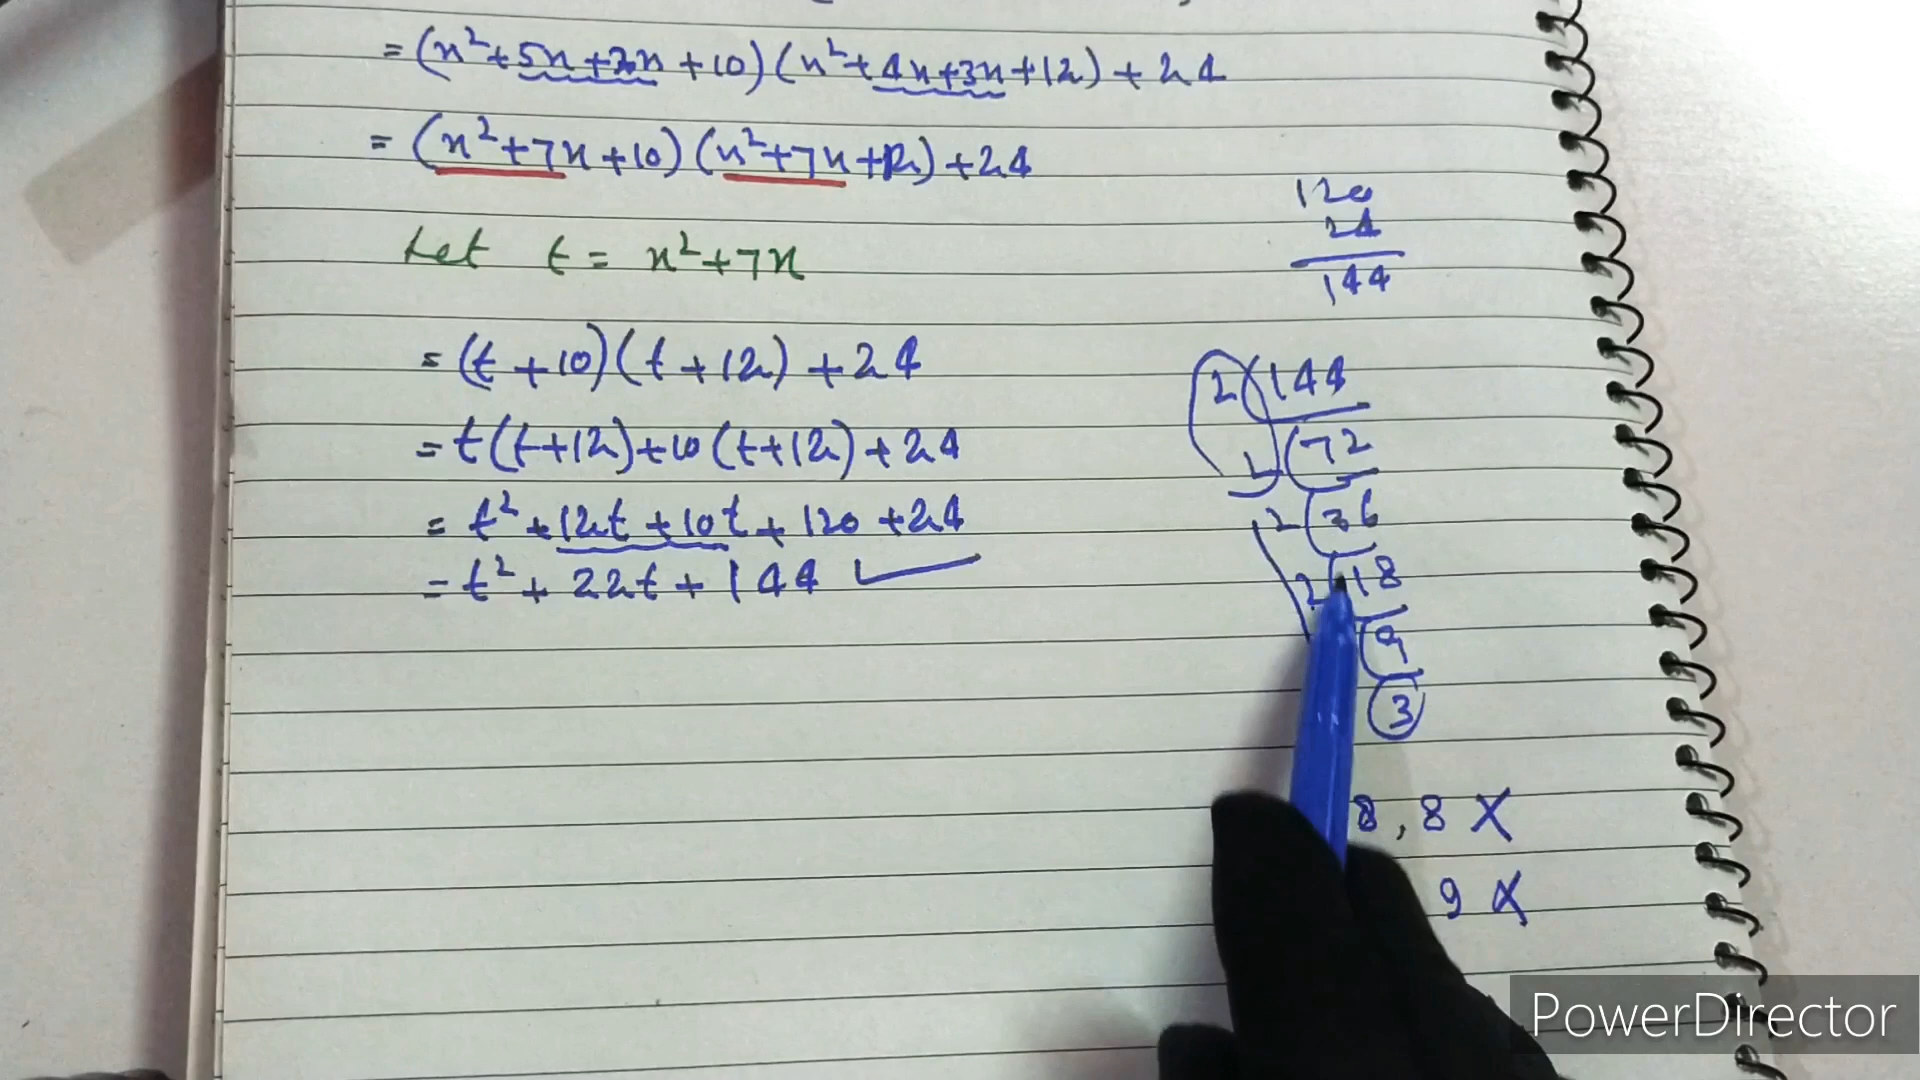 = (x²+5x+2x+10)(x²+4x+3x+12)+24
= (x²+7x+10)(x²+7x+12)+24
Let t = x²+7x
= (t+10)(t+12)+24
= t(t+12)+10(t+12)+24
= t²+12t+10t+120+24
= t²+22t+144
120
24
144
2 144
72
2 36
2 18
9
3
8, 8 X
9 X
PowerDirector